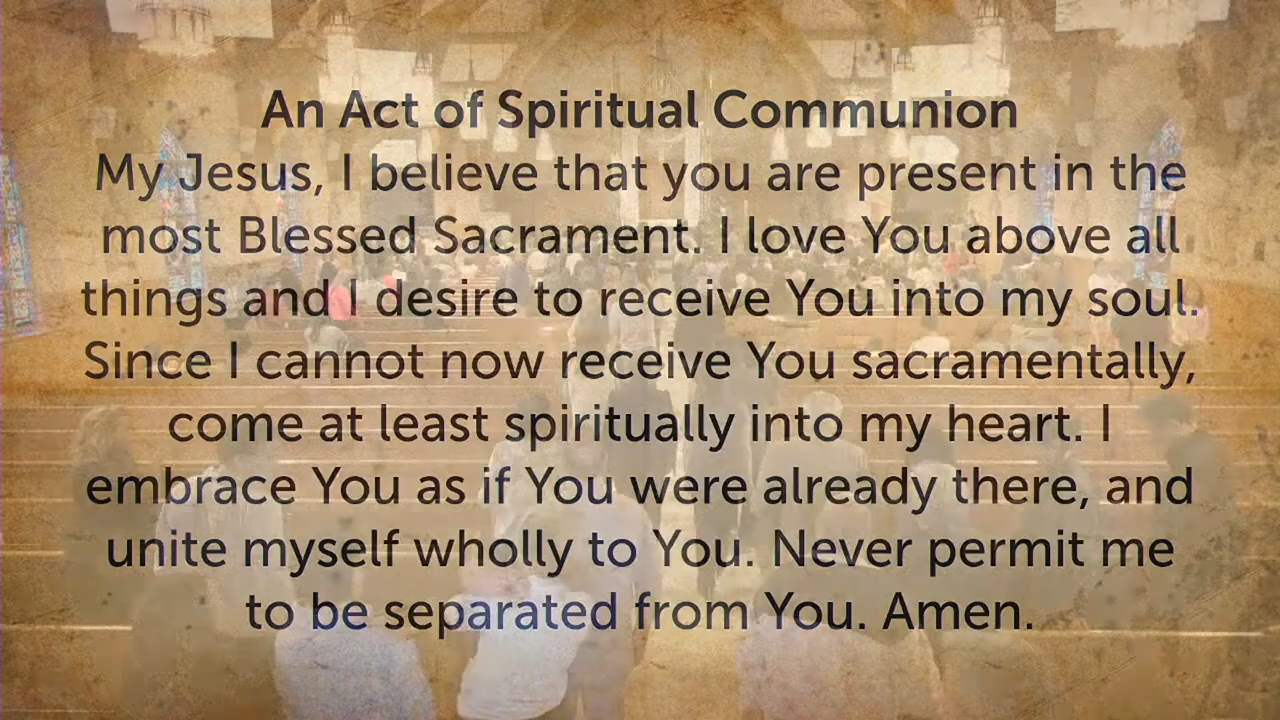 An Act of Spiritual Communion
My Jesus, I believe that you are present in the
most Blessed Sacrament. I love You above all
things and I desire to receive You into my soul.
Since I cannot now receive You sacramentally,
come at least spiritually into my heart. I
embrace You as if You were already there, and
unite myself wholly to You. Never permit me
to be separated from You. Amen.